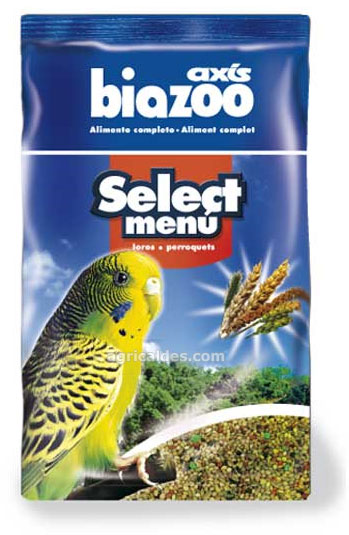 axis
biazoo
Alimento completo • Aliment complet
Select
menú
loros • perroquets
agricaldes.com